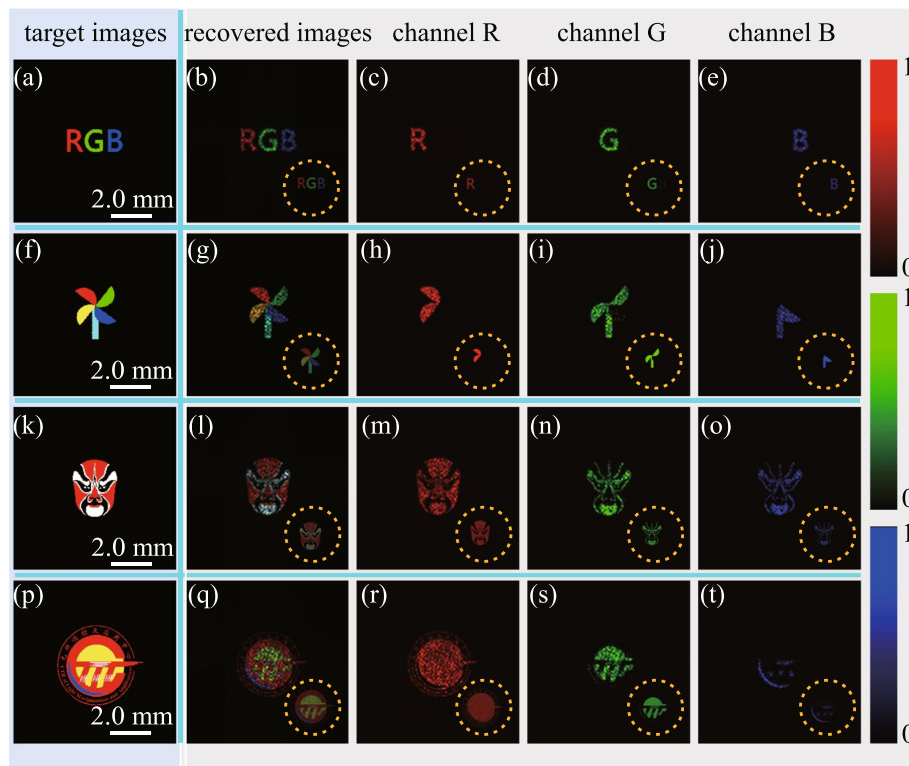 target images recovered images channel R channel G channel B
(a) (b) (c) (d) (e) 1
RGB RGB R G B
2.0 mm RGB R G B
0
(f) (g) (h) (i) (j) 1
2.0 mm
(k) (l) (m) (n) (o) 0
1
2.0 mm
(p) (q) (r) (s) (t)
2.0 mm 0